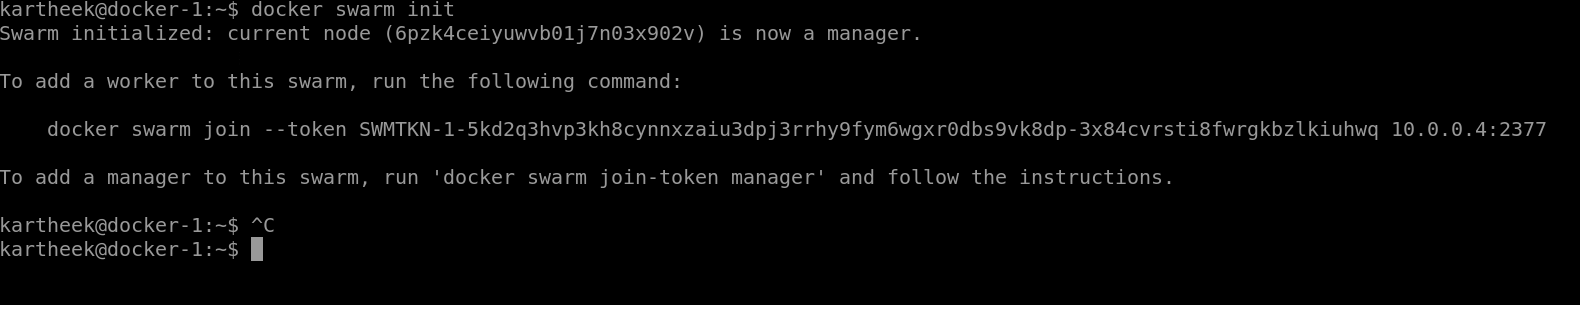 kartheek@docker-1:~$ docker swarm init
Swarm initialized: current node (6pzk4ceiyuwvb01j7n03x902v) is now a manager.
To add a worker to this swarm, run the following command:
docker swarm join --token SWMTKN-1-5kd2q3hvp3kh8cynnxzaiu3dpj3rrhy9fym6wgxr0dbs9vk8dp-3x84cvrsti8fwrgkbzlkiuhwq 10.0.0.4:2377
To add a manager to this swarm, run 'docker swarm join-token manager' and follow the instructions.
kartheek@docker-1:~$ ^C
kartheek@docker-1:~$